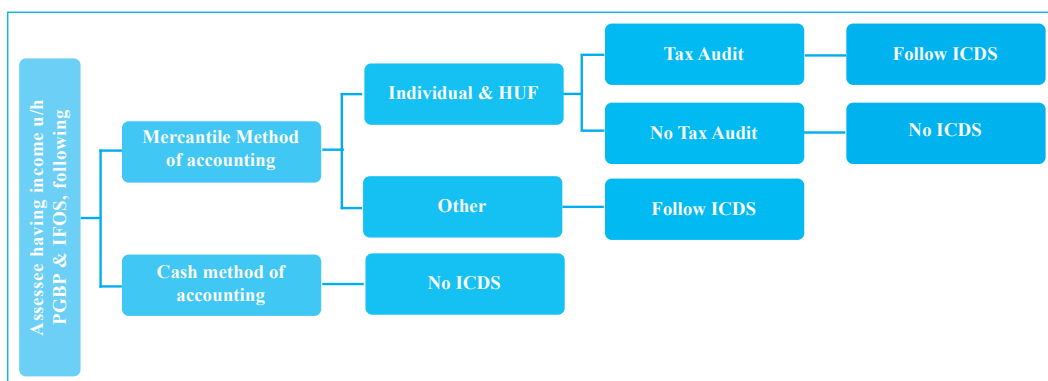 Assessee having income u/h
PGBP & IFOS, following
Mercantile Method
of accounting
Individual & HUF
Tax Audit
Follow ICDS
No Tax Audit
No ICDS
Other
Follow ICDS
Cash method of
accounting
No ICDS